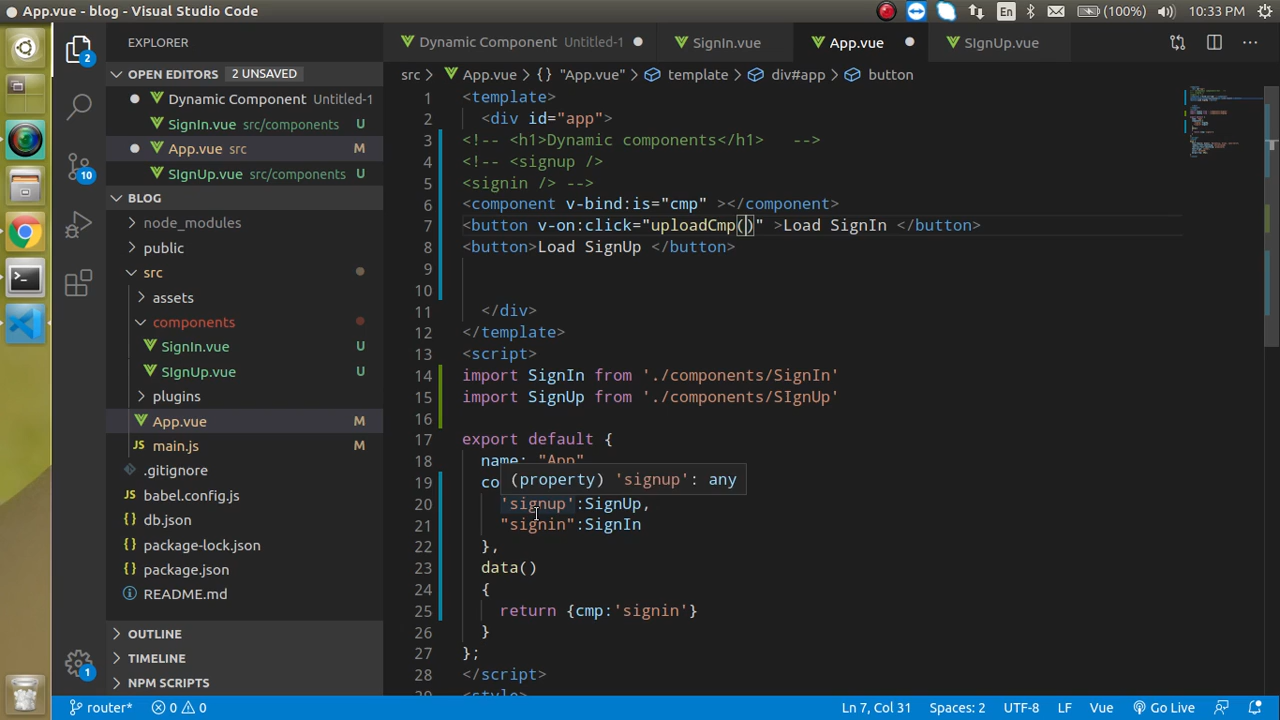 App.vue - blog - Visual Studio Code
En
(100%)
10:33 PM
EXPLORER
Dynamic Component Untitled-1
SignIn.vue
App.vue
SIgnUp.vue
2
OPEN EDITORS 2 UNSAVED
Dynamic Component Untitled-1
SignIn.vue src/components U
App.vue src M
SIgnUp.vue src/components U
10
BLOG
node_modules
public
src
assets
components
SignIn.vue U
SIgnUp.vue U
plugins
App.vue M
main.js M
.gitignore
babel.config.js
db.json
package-lock.json
package.json
README.md
OUTLINE
TIMELINE
NPM SCRIPTS
1
src > App.vue > {} "App.vue" > template > div#app > button
1 <template>
2 <div id="app">
3 <!-- <h1>Dynamic components</h1> -->
4 <!-- <signup />
5 <signin /> -->
6 <component v-bind:is="cmp" ></component>
7 <button v-on:click="uploadCmp()" >Load SignIn </button>
8 <button>Load SignUp </button>
9
10
11 </div>
12 </template>
13 <script>
14 import SignIn from './components/SignIn'
15 import SignUp from './components/SIgnUp'
16
17 export default {
18 name: "App"
(property) 'signup': any
19 co
20 'signup':SignUp,
21 "signin":SignIn
22 },
23 data()
24 {
25 return {cmp:'signin'}
26 }
27 };
28 </script>
29 <style>
router*
0
0
Ln 7, Col 31
Spaces: 2
UTF-8
LF
Vue
Go Live